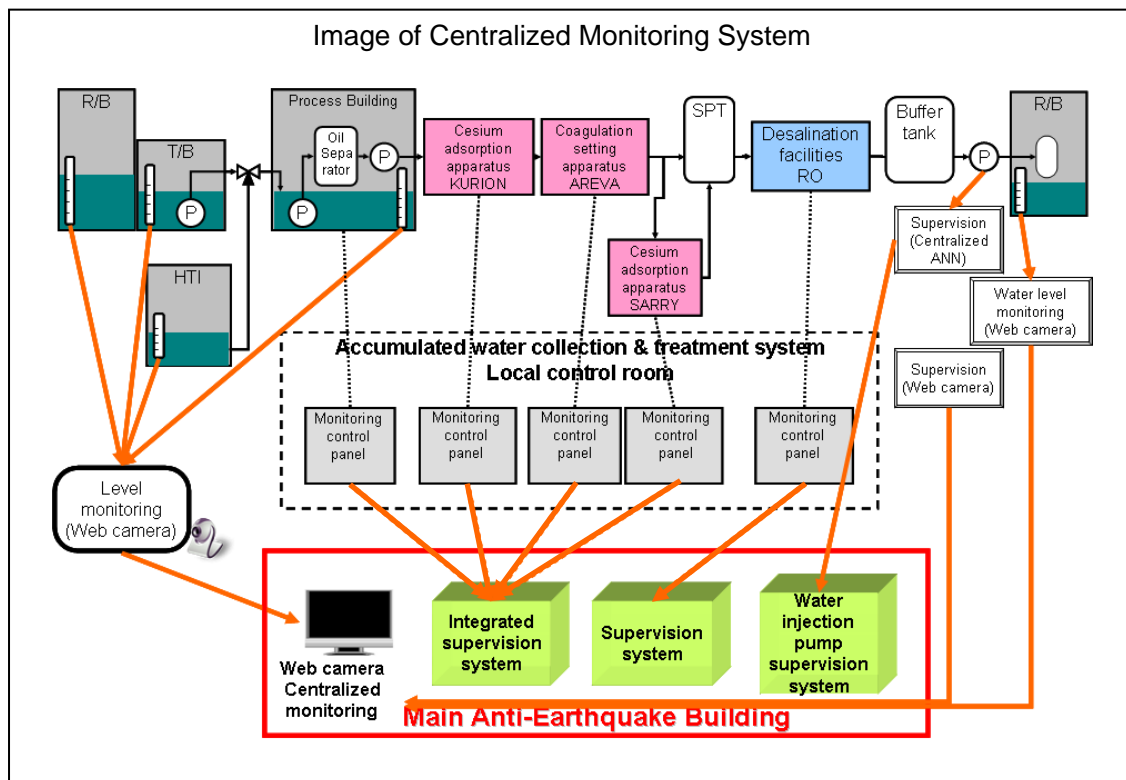 Image of Centralized Monitoring System
R/B
T/B
HTI
P
Process Building
Oil
Sepa
rator
P
P
Cesium
adsorption
apparatus
KURION
Coagulation
setting
apparatus
AREVA
SPT
Cesium
adsorption
apparatus
SARRY
Desalination
facilities
RO
Buffer
tank
P
R/B
Supervision
(Centralized
ANN)
Water level
monitoring
(Web camera)
Supervision
(Web camera)
Accumulated water collection & treatment system
Local control room
Monitoring
control
panel
Monitoring
control
panel
Monitoring
control
panel
Monitoring
control
panel
Monitoring
control
panel
Level
monitoring
(Web camera)
Web camera
Centralized
monitoring
Integrated
supervision
system
Supervision
system
Water
injection
pump
supervision
system
Main Anti-Earthquake Building